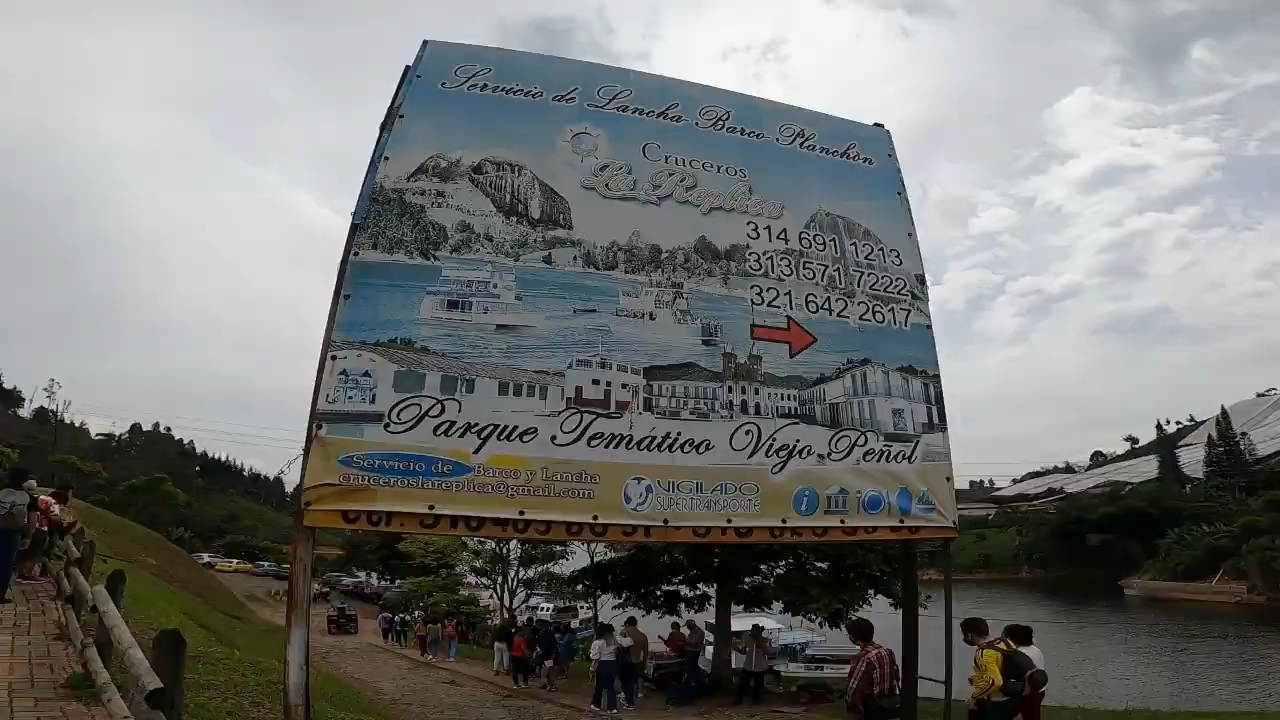 Servicio de Lancha-Barco-Planchòn
Cruceros
La Replica
314 691 1213
313 571 7222
321 642 2617
Parque Temático Viejo Peñol
Servicio de Barco y Lancha
cruceroslareplica@gmail.com
VIGILADO
SUPERTRANSPORTE